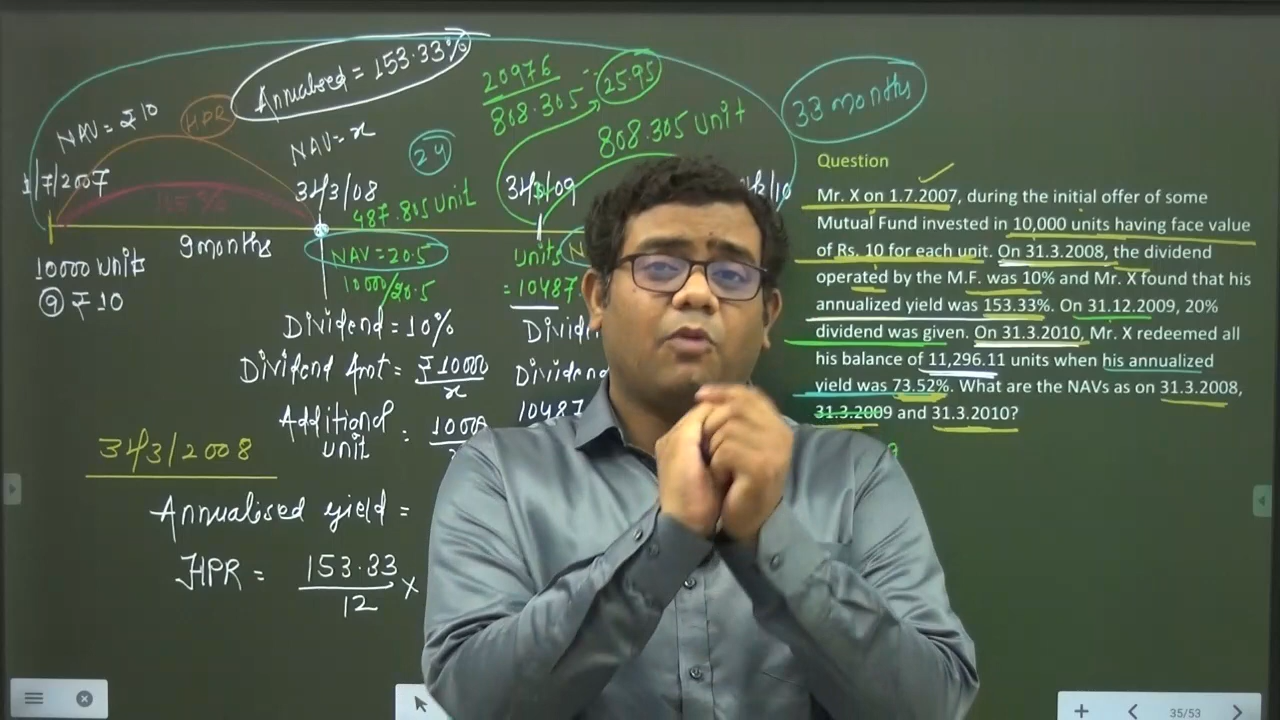 Annualised = 153.33%
20976
808.305
25.95
33 months
NAV = ₹10
HPR
NAV = x
24
808.305 unit
1/7/2007
31/3/08
487.805 unit
31/3/09
9 months
NAV = 20.5
10000/20.5
units
= 10487
10000 units
@ ₹10
Dividend = 10%
Dividend Amt = ₹10000
x
Additional
unit
=
Dividend
10487
31/3/2008
Annualised yield =
HPR = 153.33 ×
12
Question
Mr. X on 1.7.2007, during the initial offer of some
Mutual Fund invested in 10,000 units having face value
of Rs. 10 for each unit. On 31.3.2008, the dividend
operated by the M.F. was 10% and Mr. X found that his
annualized yield was 153.33%. On 31.12.2009, 20%
dividend was given. On 31.3.2010, Mr. X redeemed all
his balance of 11,296.11 units when his annualized
yield was 73.52%. What are the NAVs as on 31.3.2008,
31.3.2009 and 31.3.2010?
35/53